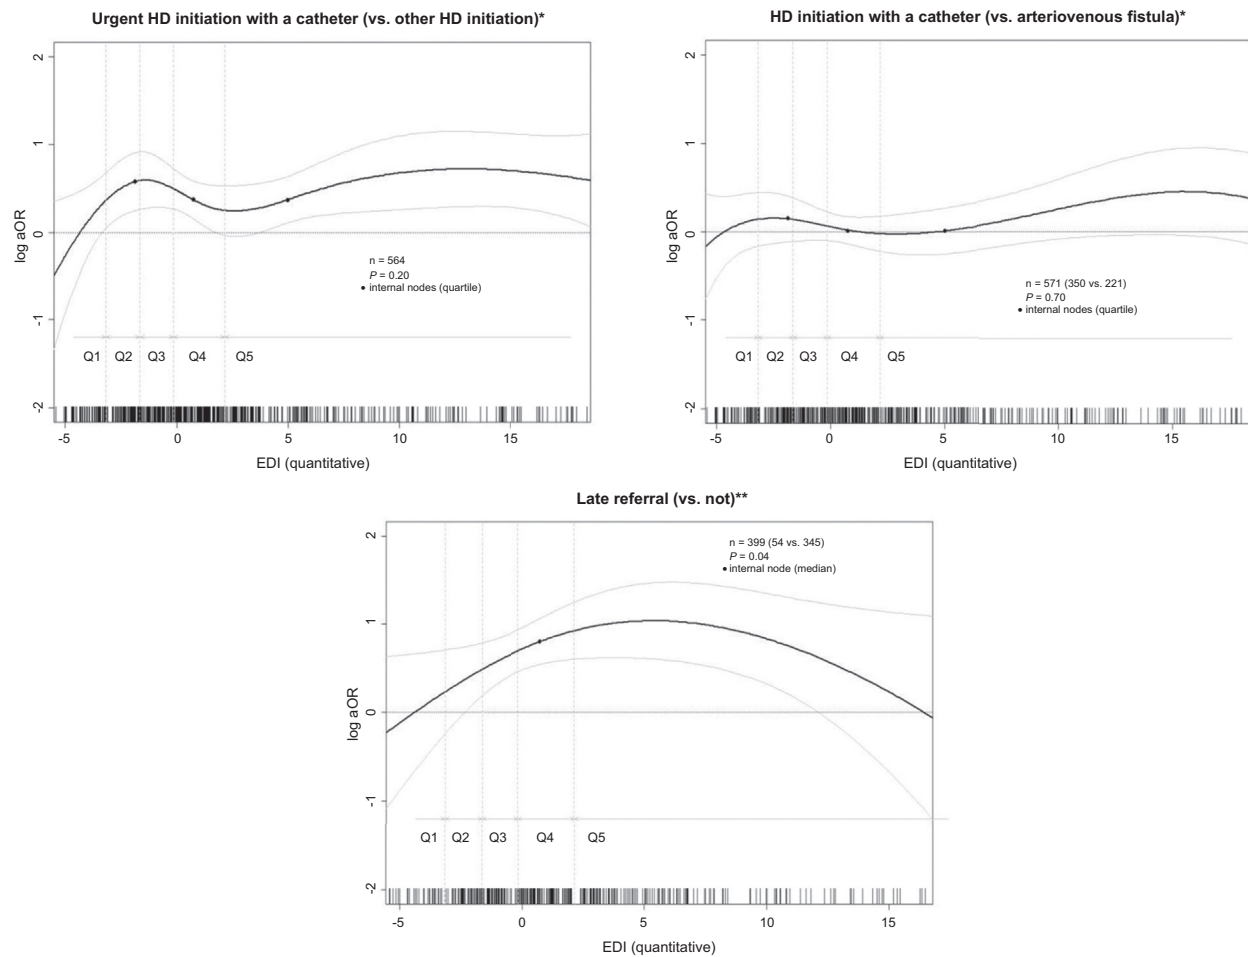 Urgent HD initiation with a catheter (vs. other HD initiation)*
2
1
0
-1
-2
log aOR
n = 564
P = 0.20
• internal nodes (quartile)
Q1 Q2 Q3 Q4 Q5
-5 0 5 10 15
EDI (quantitative)
HD initiation with a catheter (vs. arteriovenous fistula)*
2
1
0
-1
-2
log aOR
n = 571 (350 vs. 221)
P = 0.70
• internal nodes (quartile)
Q1 Q2 Q3 Q4 Q5
-5 0 5 10 15
EDI (quantitative)
Late referral (vs. not)**
2
1
0
-1
-2
log aOR
n = 399 (54 vs. 345)
P = 0.04
• internal node (median)
Q1 Q2 Q3 Q4 Q5
-5 0 5 10 15
EDI (quantitative)